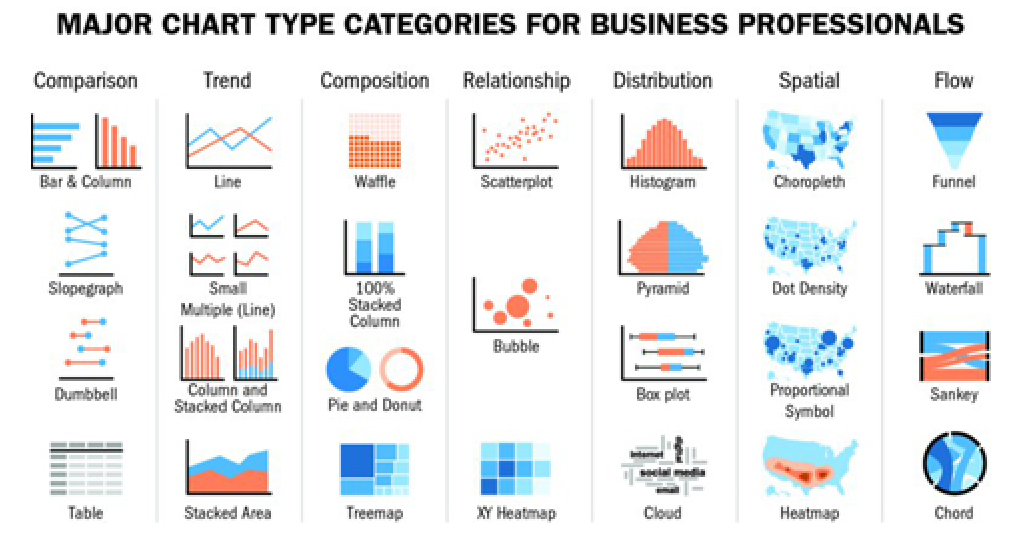 MAJOR CHART TYPE CATEGORIES FOR BUSINESS PROFESSIONALS
Comparison
Bar & Column
Slopegraph
Dumbbell
Table
Trend
Line
Small
Multiple (Line)
Column and
Stacked Column
Stacked Area
Composition
Waffle
100%
Stacked
Column
Pie and Donut
Treemap
Relationship
Scatterplot
Bubble
XY Heatmap
Distribution
Histogram
Pyramid
Box plot
Internet
social media
email
Cloud
Spatial
Choropleth
Dot Density
Proportional
Symbol
Heatmap
Flow
Funnel
Waterfall
Sankey
Chord